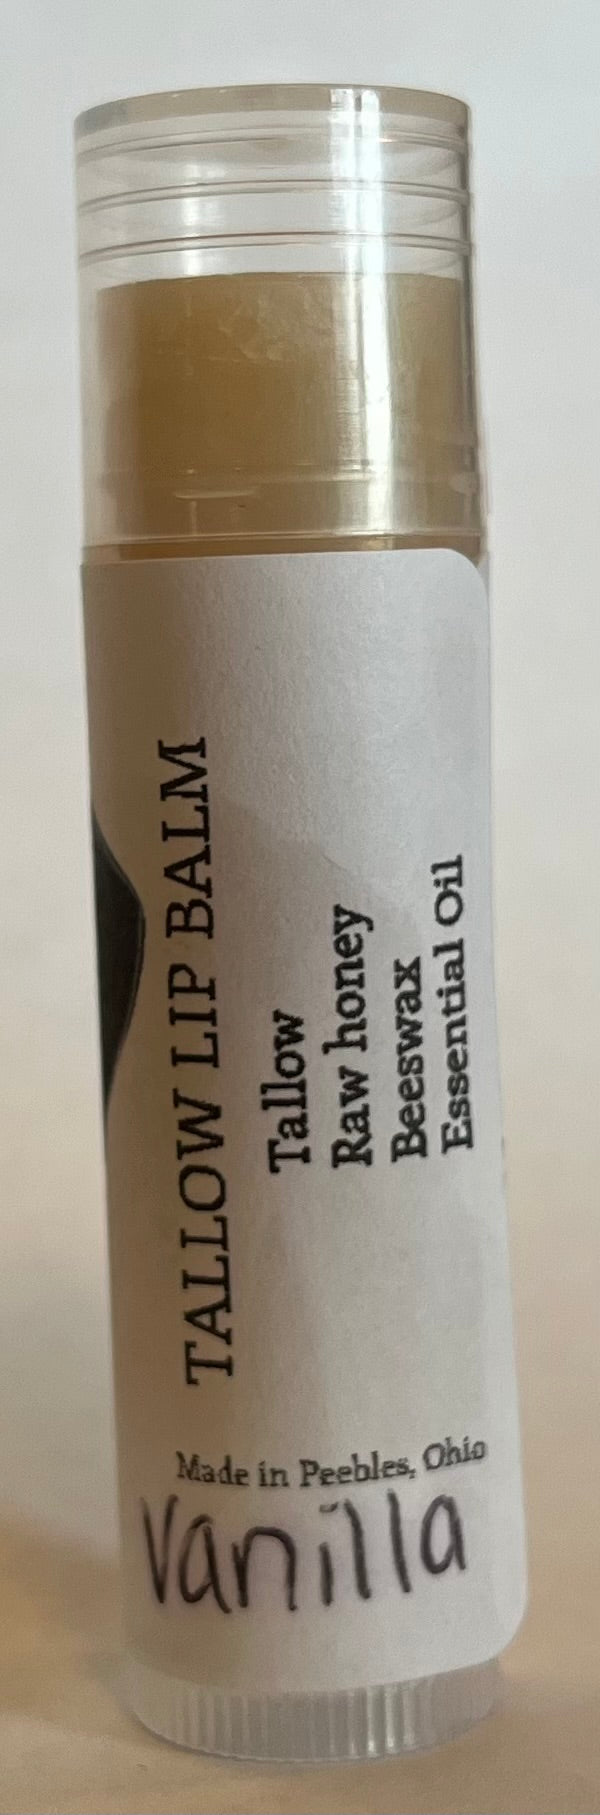 TALLOW LIP BALM
Tallow
Raw honey
Beeswax
Essential Oil
Made in Peebles, Ohio
Vanilla